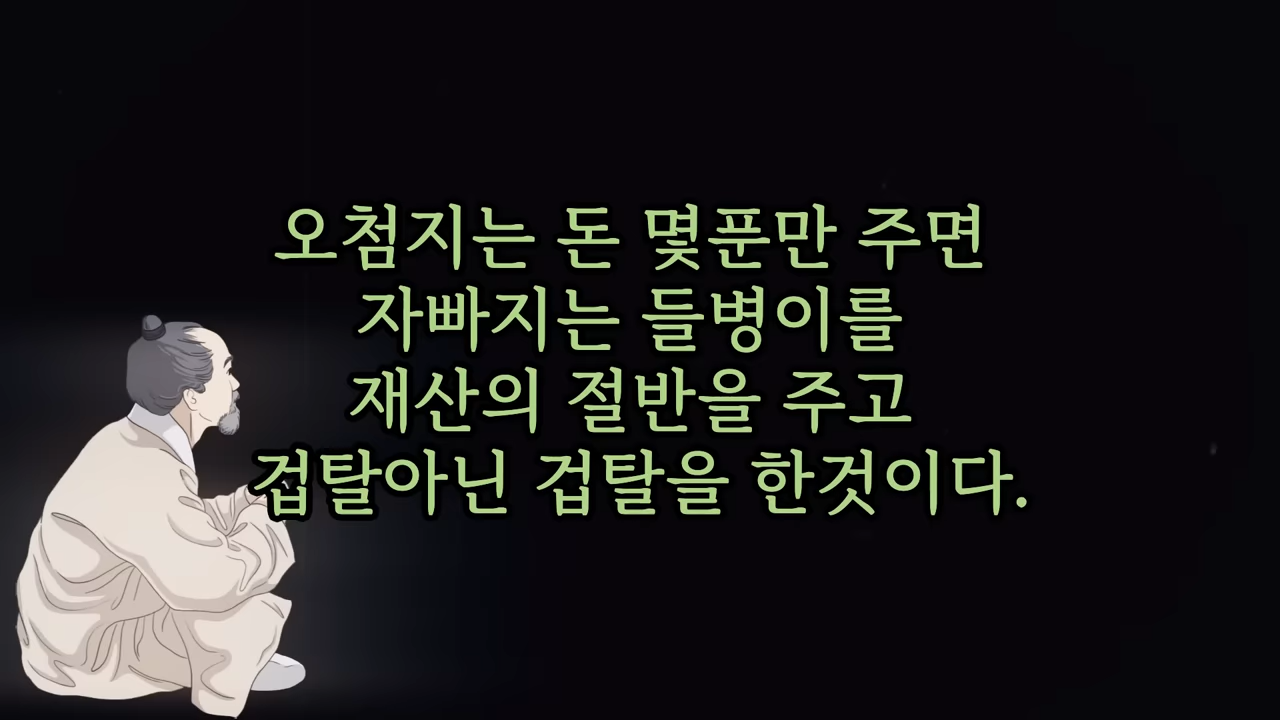 오첨지는 돈 몇푼만 주면
자빠지는 들병이를
재산의 절반을 주고
겁탈아닌 겁탈을 한것이다.